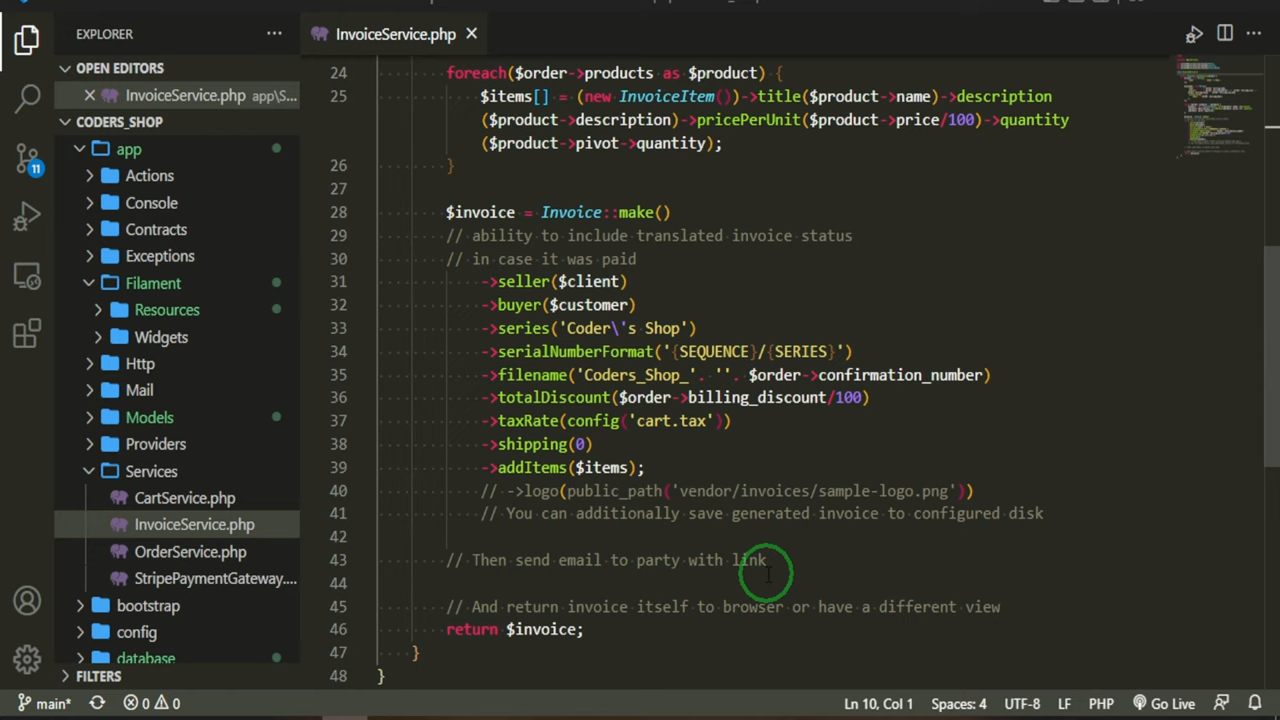 EXPLORER
InvoiceService.php
OPEN EDITORS
InvoiceService.php app\S...
CODERS_SHOP
app
Actions
Console
Contracts
Exceptions
Filament
Resources
Widgets
Http
Mail
Models
Providers
Services
CartService.php
InvoiceService.php
OrderService.php
StripePaymentGateway....
bootstrap
config
database
FILTERS
11
24 foreach($order->products as $product) {
25 $items[] = (new InvoiceItem())->title($product->name)->description
($product->description)->pricePerUnit($product->price/100)->quantity
($product->pivot->quantity);
26 }
27
28 $invoice = Invoice::make()
29 // ability to include translated invoice status
30 // in case it was paid
31 ->seller($client)
32 ->buyer($customer)
33 ->series('Coder\'s Shop')
34 ->serialNumberFormat('{SEQUENCE}/{SERIES}')
35 ->filename('Coders_Shop_'. ''. $order->confirmation_number)
36 ->totalDiscount($order->billing_discount/100)
37 ->taxRate(config('cart.tax'))
38 ->shipping(0)
39 ->addItems($items);
40 // ->logo(public_path('vendor/invoices/sample-logo.png'))
41 // You can additionally save generated invoice to configured disk
42
43 // Then send email to party with link
44
45 // And return invoice itself to browser or have a different view
46 return $invoice;
47 }
48 }
main* 0 0 Ln 10, Col 1 Spaces: 4 UTF-8 LF PHP Go Live